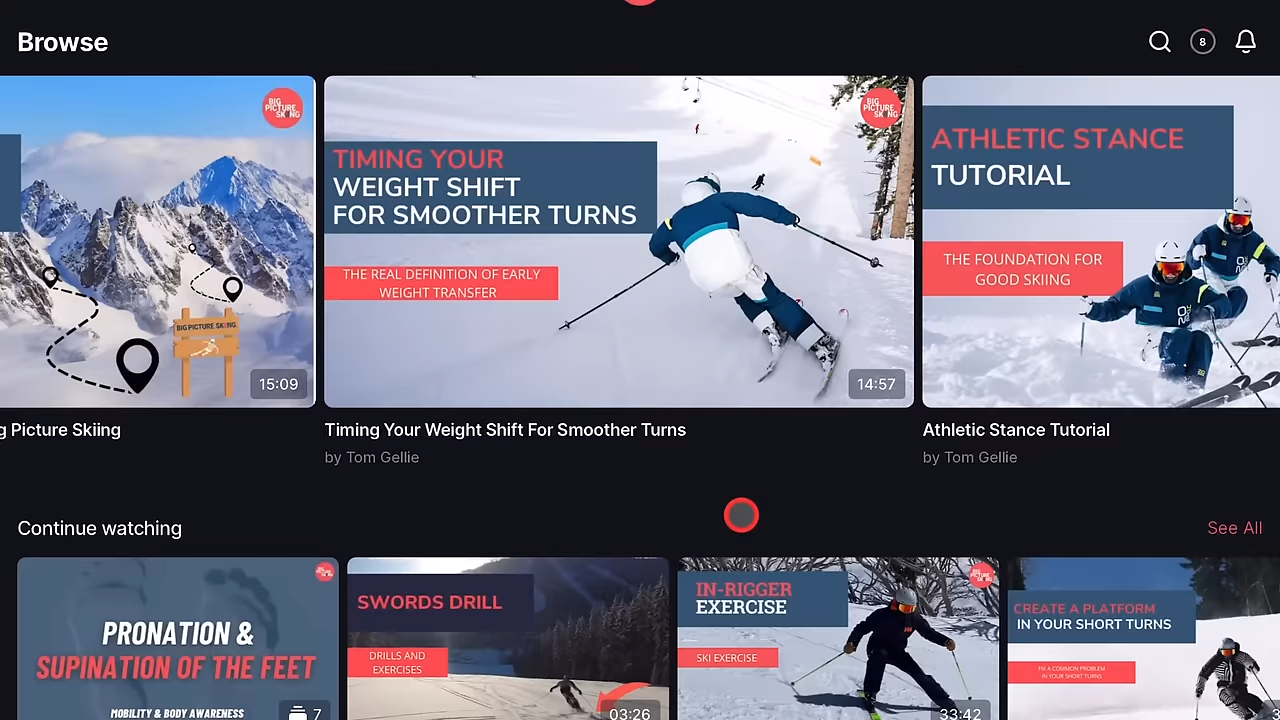 Browse
8
BIG
PICTURE
SKING
BIG PICTURE SKIING
15:09
TIMING YOUR
WEIGHT SHIFT
FOR SMOOTHER TURNS
THE REAL DEFINITION OF EARLY
WEIGHT TRANSFER
BIG
PICTURE
SKING
14:57
ATHLETIC STANCE
TUTORIAL
THE FOUNDATION FOR
GOOD SKIING
g Picture Skiing
Timing Your Weight Shift For Smoother Turns
by Tom Gellie
Athletic Stance Tutorial
by Tom Gellie
Continue watching
See All
PRONATION &
SUPINATION OF THE FEET
MOBILITY & BODY AWARENESS
7
SWORDS DRILL
DRILLS AND
EXERCISES
03:26
IN-RIGGER
EXERCISE
SKI EXERCISE
33:42
CREATE A PLATFORM
IN YOUR SHORT TURNS
FIX A COMMON PROBLEM
IN YOUR SHORT TURNS